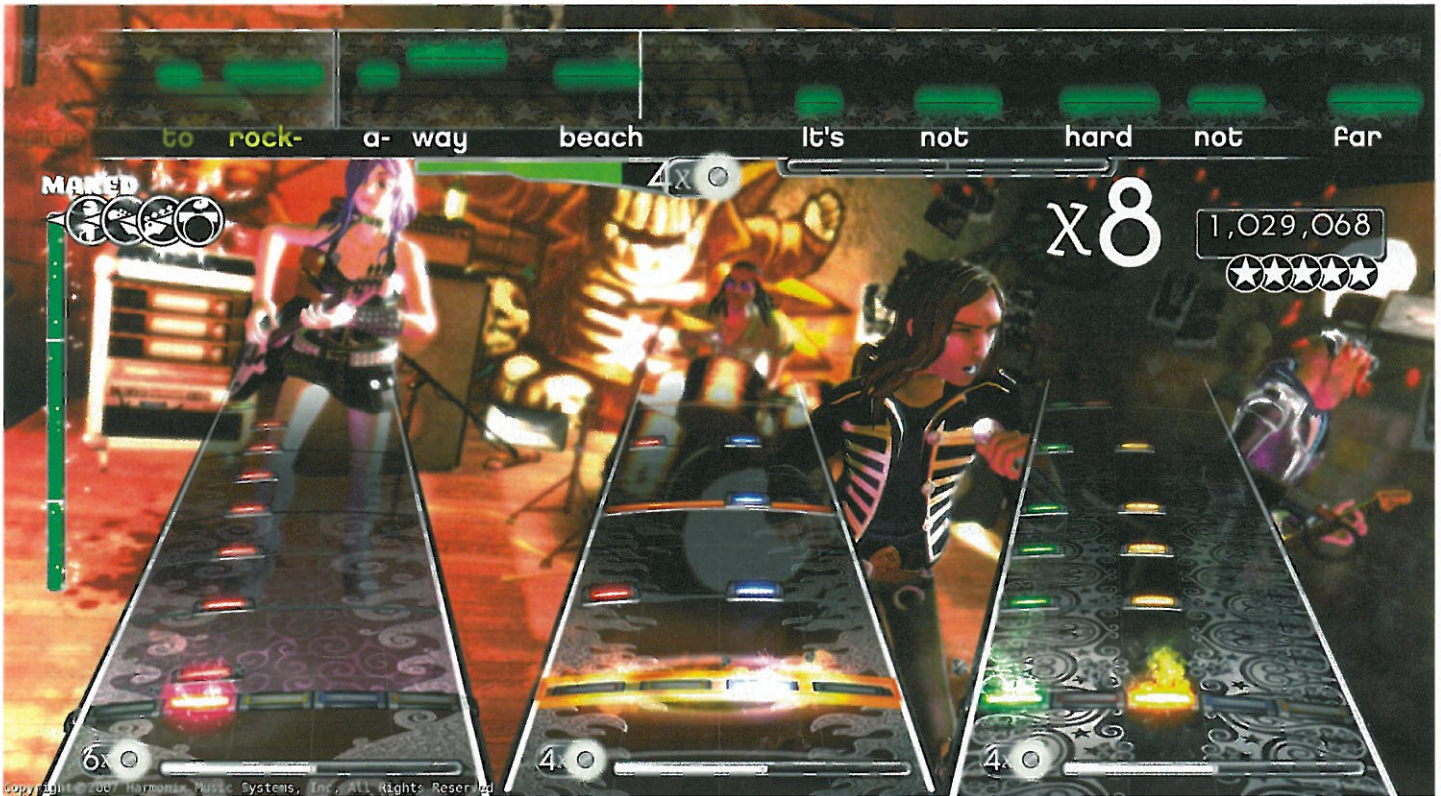 to rock- a- way beach It's not hard not far
MAKED
4x
x8
1,029,068
6x
4x
4x
Copyright 2007 Harmonix Music Systems, Inc. All Rights Reserved